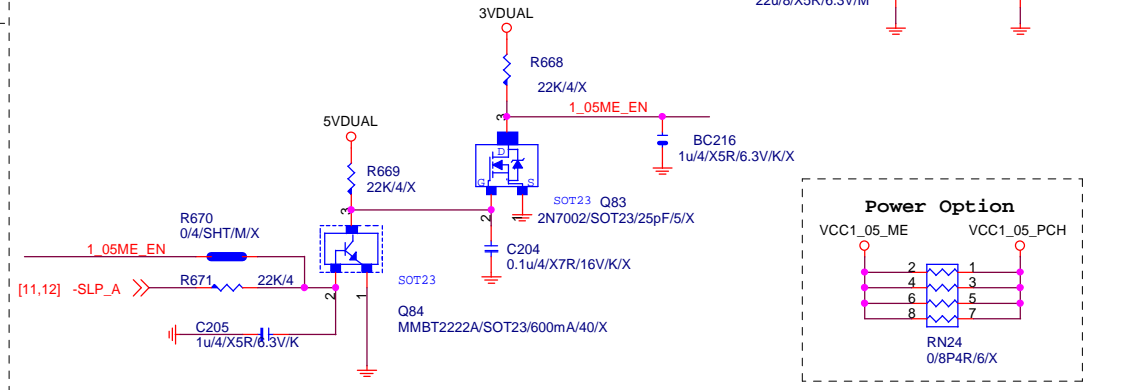 22u/8/X5R/6.3V/M
3VDUAL
R668
22K/4/X
3
1_05ME_EN
5VDUAL
BC216
1u/4/X5R/6.3V/K/X
R669
22K/4/X
D
G
S
SOT23
Q83
2N7002/SOT23/25pF/5/X
3
2
1
R670
0/4/SHT/M/X
1_05ME_EN
C204
0.1u/4/X7R/16V/K/X
SOT23
[11,12]
-SLP_A
R671
22K/4
2
1
Q84
MMBT2222A/SOT23/600mA/40/X
C205
1u/4/X5R/6.3V/K
Power Option
VCC1_05_ME
VCC1_05_PCH
2
1
4
3
6
5
8
7
RN24
0/8P4R/6/X